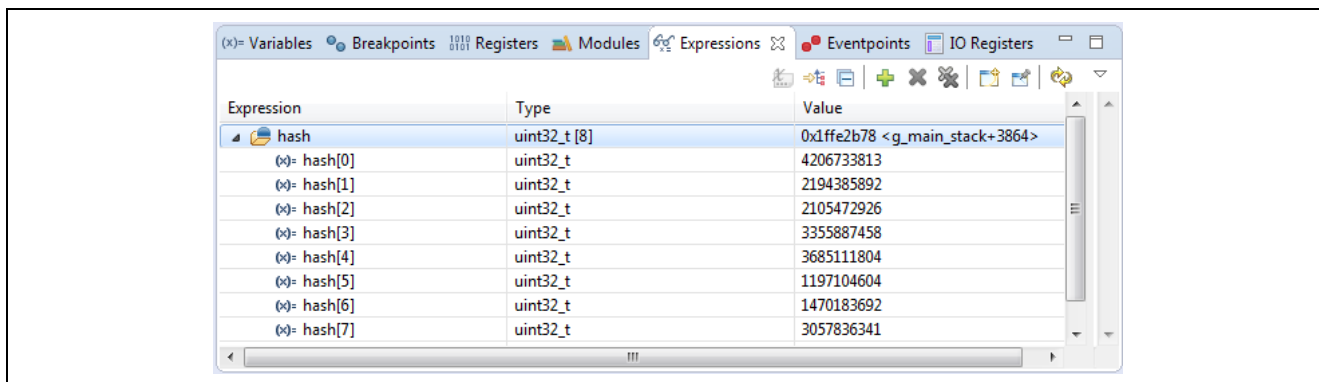 (x)= Variables Breakpoints 1010 0101 Registers Modules Expressions Eventpoints IO Registers
Expression Type Value
hash uint32_t [8] 0x1ffe2b78 <g_main_stack+3864>
(x)= hash[0] uint32_t 4206733813
(x)= hash[1] uint32_t 2194385892
(x)= hash[2] uint32_t 2105472926
(x)= hash[3] uint32_t 3355887458
(x)= hash[4] uint32_t 3685111804
(x)= hash[5] uint32_t 1197104604
(x)= hash[6] uint32_t 1470183692
(x)= hash[7] uint32_t 3057836341